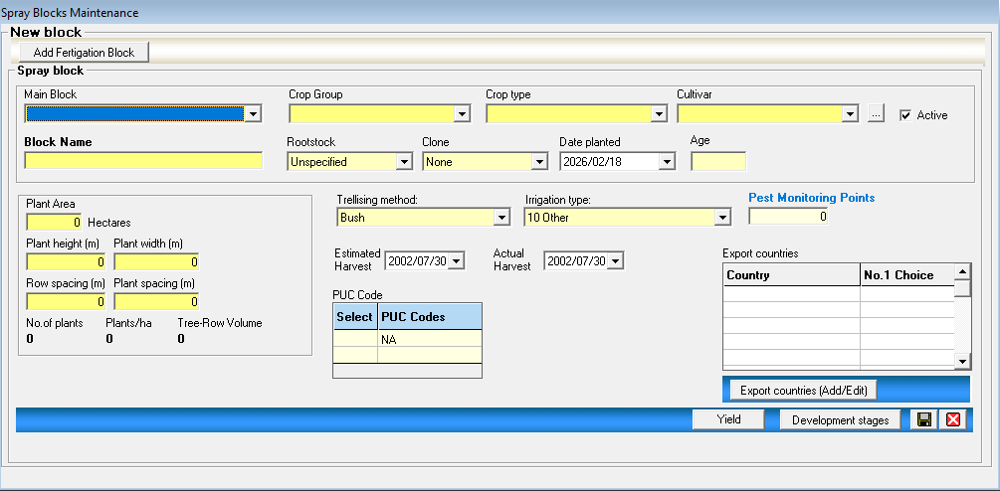 Spray Blocks Maintenance
New block
Add Fertigation Block
Spray block
Main Block
Crop Group
Crop type
Cultivar
...
Active
Block Name
Rootstock
Clone
Date planted
Age
Unspecified
None
2026/02/18
Plant Area
0 Hectares
Plant height (m)
Plant width (m)
0
0
Row spacing (m)
Plant spacing (m)
0
0
No.of plants
Plants/ha
Tree-Row Volume
0
0
0
Trellising method:
Irrigation type:
Pest Monitoring Points
Bush
10 Other
0
Estimated
Harvest
2002/07/30
Actual
Harvest
2002/07/30
PUC Code
Select
PUC Codes
NA
Export countries
Country
No.1 Choice
Export countries (Add/Edit)
Yield
Development stages